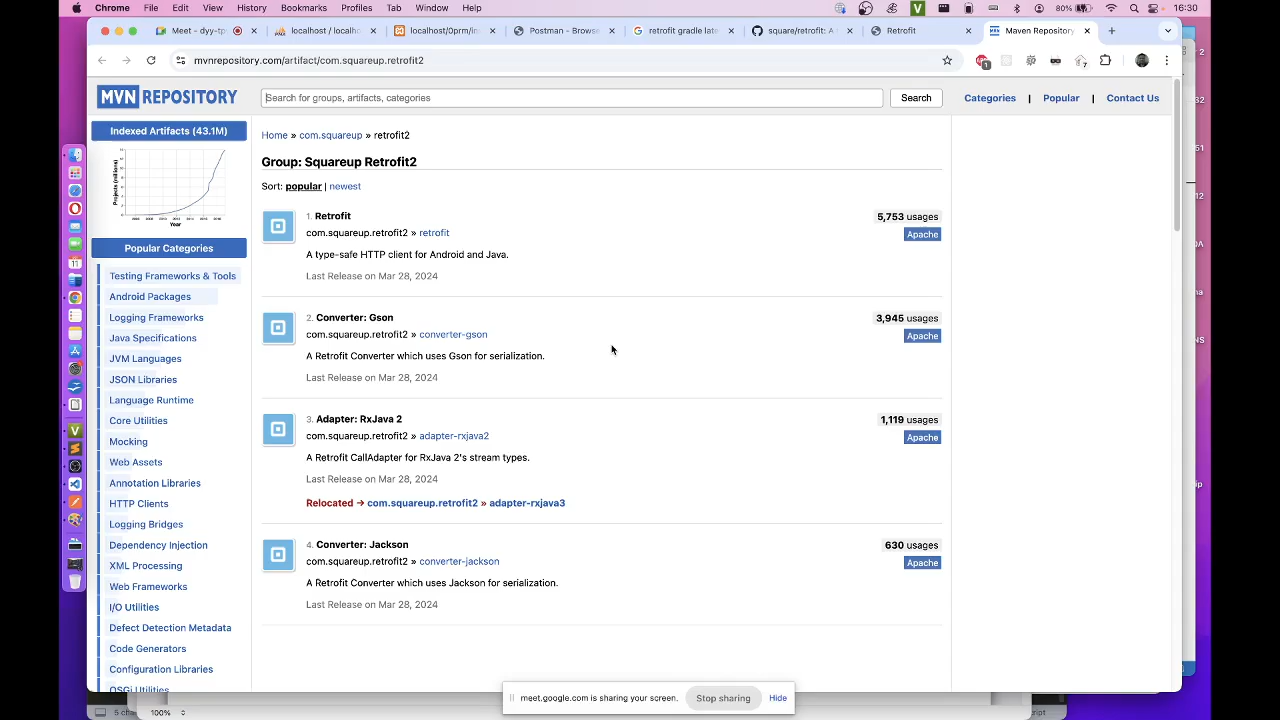 Chrome File Edit View History Bookmarks Profiles Tab Window Help
80%
16:30
Meet – dyy-tp
localhost / localho
localhost/0prm/in
Postman - Browse
retrofit gradle late
square/retrofit: A
Retrofit
Maven Repository
mvnrepository.com/artifact/com.squareup.retrofit2
MVN REPOSITORY
Search for groups, artifacts, categories
Search
Categories | Popular | Contact Us
Indexed Artifacts (43.1M)
Projects (millions)
Year
Popular Categories
Testing Frameworks & Tools
Android Packages
Logging Frameworks
Java Specifications
JVM Languages
JSON Libraries
Language Runtime
Core Utilities
Mocking
Web Assets
Annotation Libraries
HTTP Clients
Logging Bridges
Dependency Injection
XML Processing
Web Frameworks
I/O Utilities
Defect Detection Metadata
Code Generators
Configuration Libraries
OSGi Utilities
Home » com.squareup » retrofit2
Group: Squareup Retrofit2
Sort: popular | newest
1. Retrofit
5,753 usages
com.squareup.retrofit2 » retrofit
Apache
A type-safe HTTP client for Android and Java.
Last Release on Mar 28, 2024
2. Converter: Gson
3,945 usages
com.squareup.retrofit2 » converter-gson
Apache
A Retrofit Converter which uses Gson for serialization.
Last Release on Mar 28, 2024
3. Adapter: RxJava 2
1,119 usages
com.squareup.retrofit2 » adapter-rxjava2
Apache
A Retrofit CallAdapter for RxJava 2's stream types.
Last Release on Mar 28, 2024
Relocated → com.squareup.retrofit2 » adapter-rxjava3
4. Converter: Jackson
630 usages
com.squareup.retrofit2 » converter-jackson
Apache
A Retrofit Converter which uses Jackson for serialization.
Last Release on Mar 28, 2024
meet.google.com is sharing your screen.
Stop sharing
Hide
100%